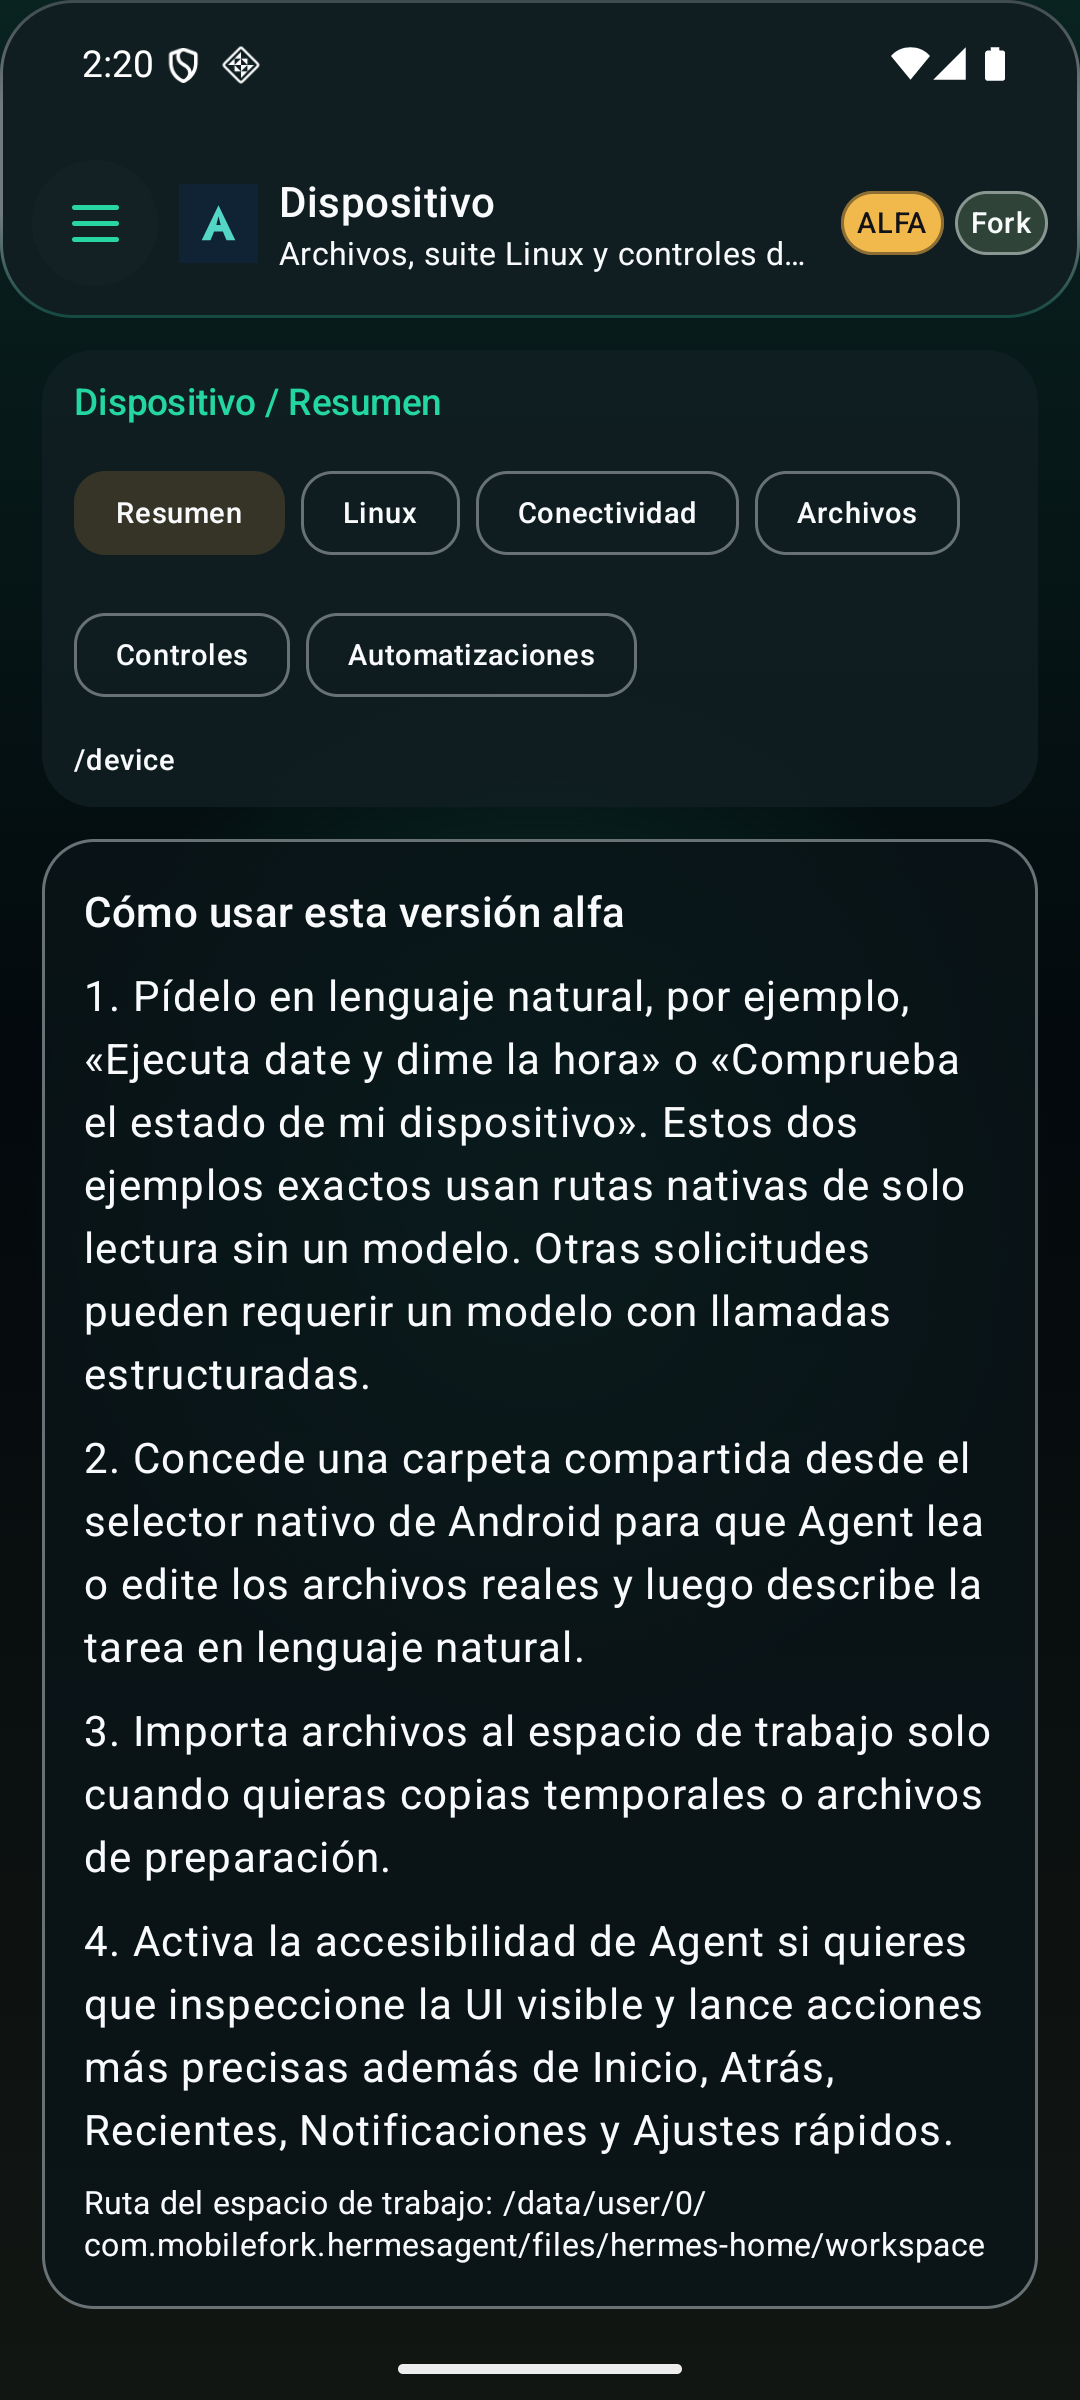 2:20
Dispositivo
Archivos, suite Linux y controles d…
ALFA
Fork
Dispositivo / Resumen
Resumen
Linux
Conectividad
Archivos
Controles
Automatizaciones
/device
Cómo usar esta versión alfa
1. Pídelo en lenguaje natural, por ejemplo,
«Ejecuta date y dime la hora» o «Comprueba
el estado de mi dispositivo». Estos dos
ejemplos exactos usan rutas nativas de solo
lectura sin un modelo. Otras solicitudes
pueden requerir un modelo con llamadas
estructuradas.
2. Concede una carpeta compartida desde el
selector nativo de Android para que Agent lea
o edite los archivos reales y luego describe la
tarea en lenguaje natural.
3. Importa archivos al espacio de trabajo solo
cuando quieras copias temporales o archivos
de preparación.
4. Activa la accesibilidad de Agent si quieres
que inspeccione la UI visible y lance acciones
más precisas además de Inicio, Atrás,
Recientes, Notificaciones y Ajustes rápidos.
Ruta del espacio de trabajo: /data/user/0/
com.mobilefork.hermesagent/files/hermes-home/workspace